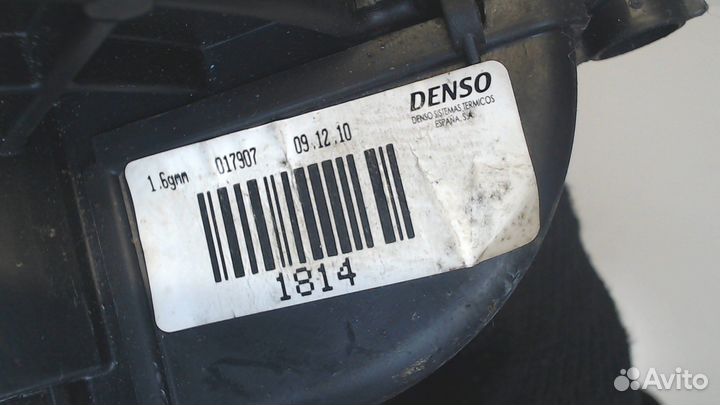 DENSO
DENSO SISTEMAS TERMICOS
ESPAÑA, S.A.
1.6gmm 017907 09.12.10
1814
Avito